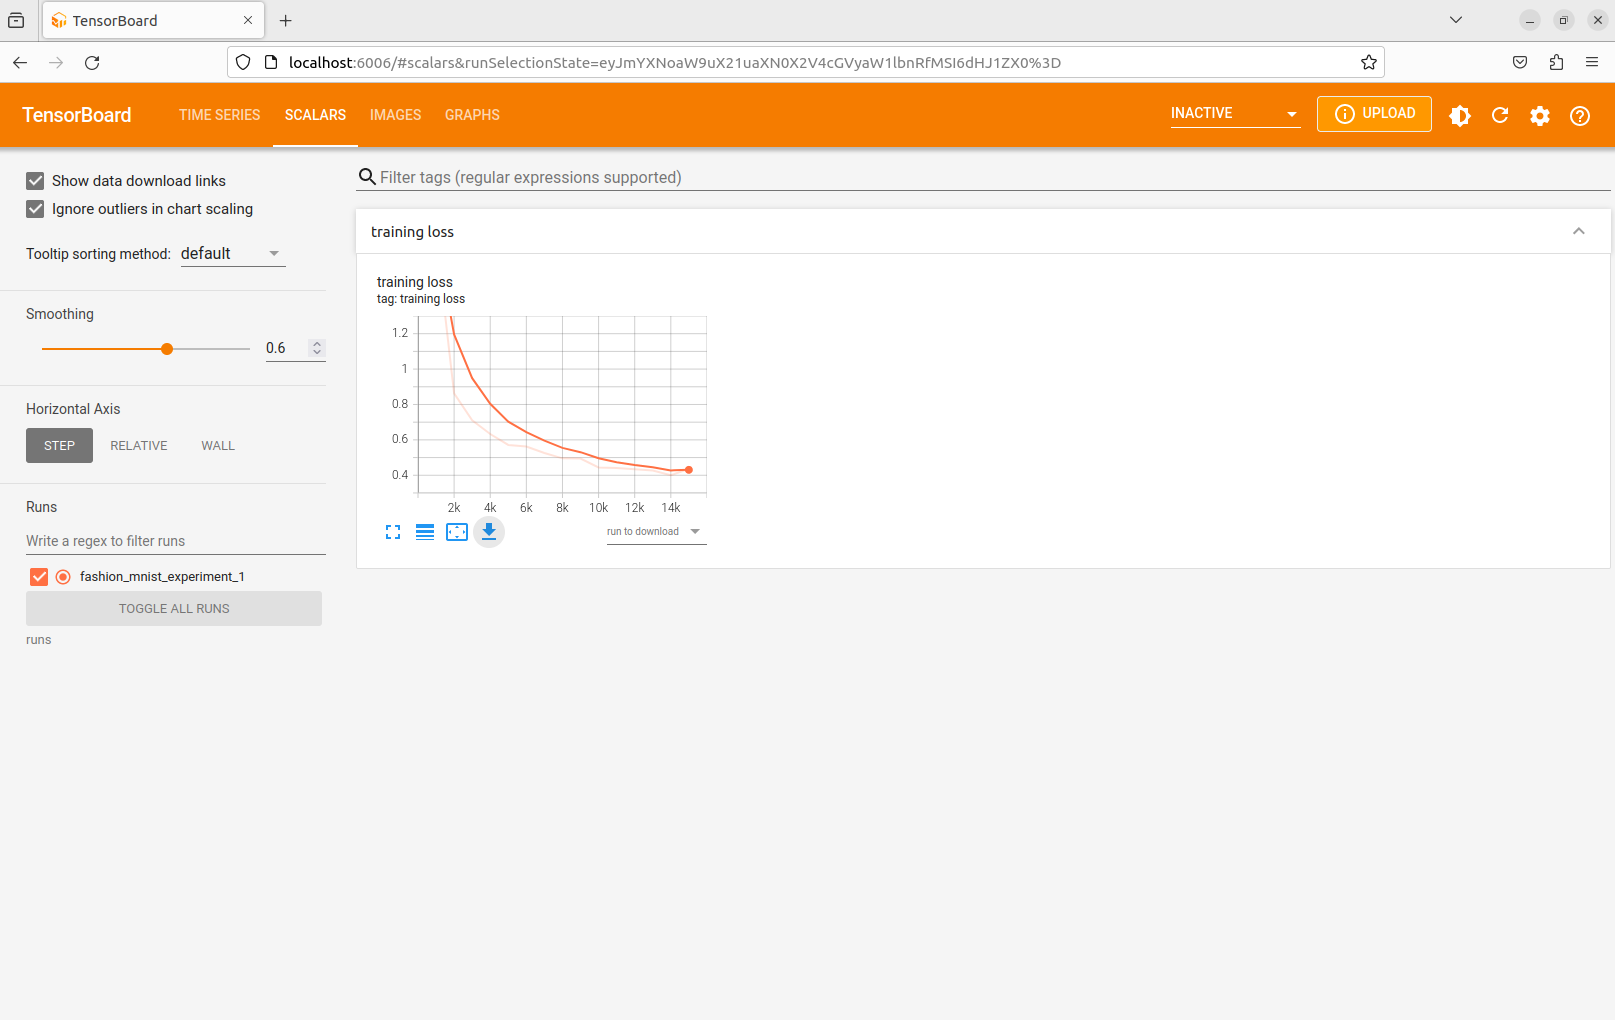 TensorBoard
localhost:6006/#scalars&runSelectionState=eyJmYXNoaW9uX21uaXN0X2V4cGVyaW1lbnRfMSI6dHJ1ZX0%3D
TensorBoard TIME SERIES SCALARS IMAGES GRAPHS INACTIVE UPLOAD
Show data download links
Ignore outliers in chart scaling
Tooltip sorting method: default
Smoothing
0.6
Horizontal Axis
STEP RELATIVE WALL
Runs
Write a regex to filter runs
fashion_mnist_experiment_1
TOGGLE ALL RUNS
runs
Filter tags (regular expressions supported)
training loss
training loss
tag: training loss
1.2
1
0.8
0.6
0.4
2k 4k 6k 8k 10k 12k 14k
run to download